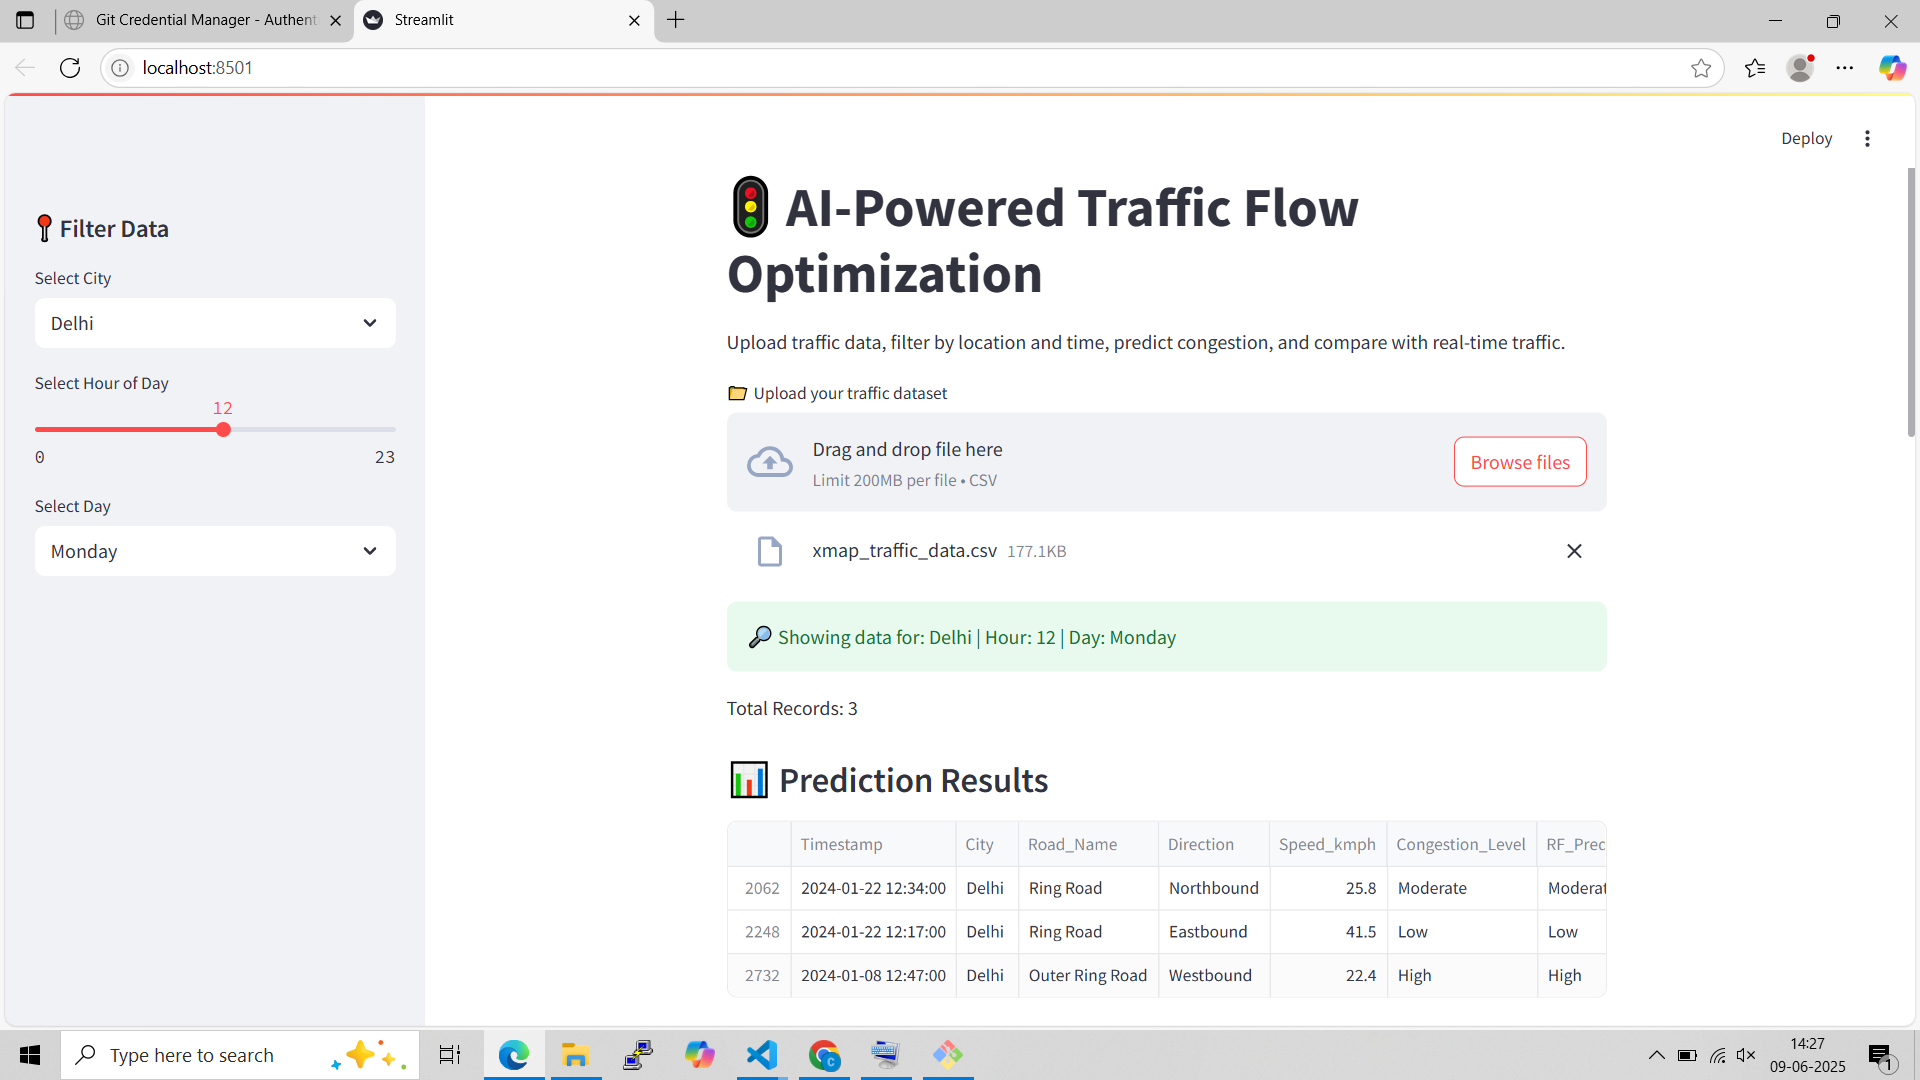 Git Credential Manager - Authent
Streamlit
localhost:8501
Deploy
Filter Data
Select City
Delhi
Select Hour of Day
12
0 23
Select Day
Monday
AI-Powered Traffic Flow
Optimization
Upload traffic data, filter by location and time, predict congestion, and compare with real-time traffic.
Upload your traffic dataset
Drag and drop file here
Limit 200MB per file • CSV
Browse files
xmap_traffic_data.csv 177.1KB
Showing data for: Delhi | Hour: 12 | Day: Monday
Total Records: 3
Prediction Results
Timestamp City Road_Name Direction Speed_kmph Congestion_Level RF_Prec
2062 2024-01-22 12:34:00 Delhi Ring Road Northbound 25.8 Moderate Moderat
2248 2024-01-22 12:17:00 Delhi Ring Road Eastbound 41.5 Low Low
2732 2024-01-08 12:47:00 Delhi Outer Ring Road Westbound 22.4 High High
Type here to search
14:27
09-06-2025
1